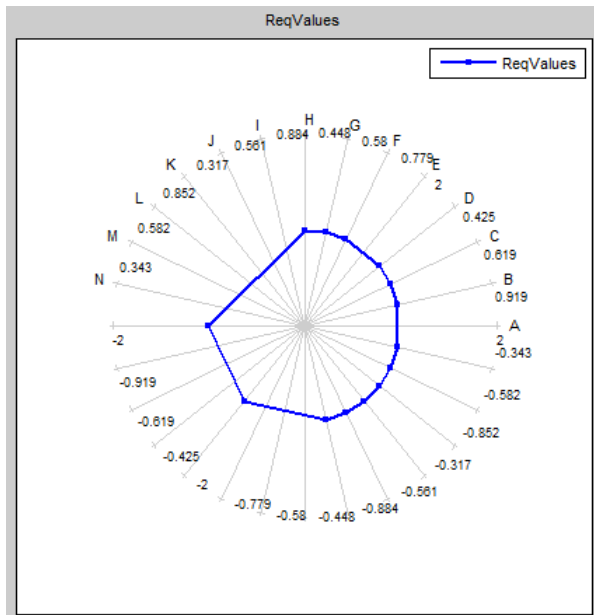 ReqValues
ReqValues
H
0.884
G
0.448
I
0.561
F
0.58
J
0.317
E
0.779
K
0.852
2
L
0.582
D
0.425
M
0.343
C
0.619
N
B
0.919
A
-2
2
-0.343
-0.919
-0.582
-0.619
-0.852
-0.425
-0.317
-2
-0.561
-0.779
-0.884
-0.58
-0.448